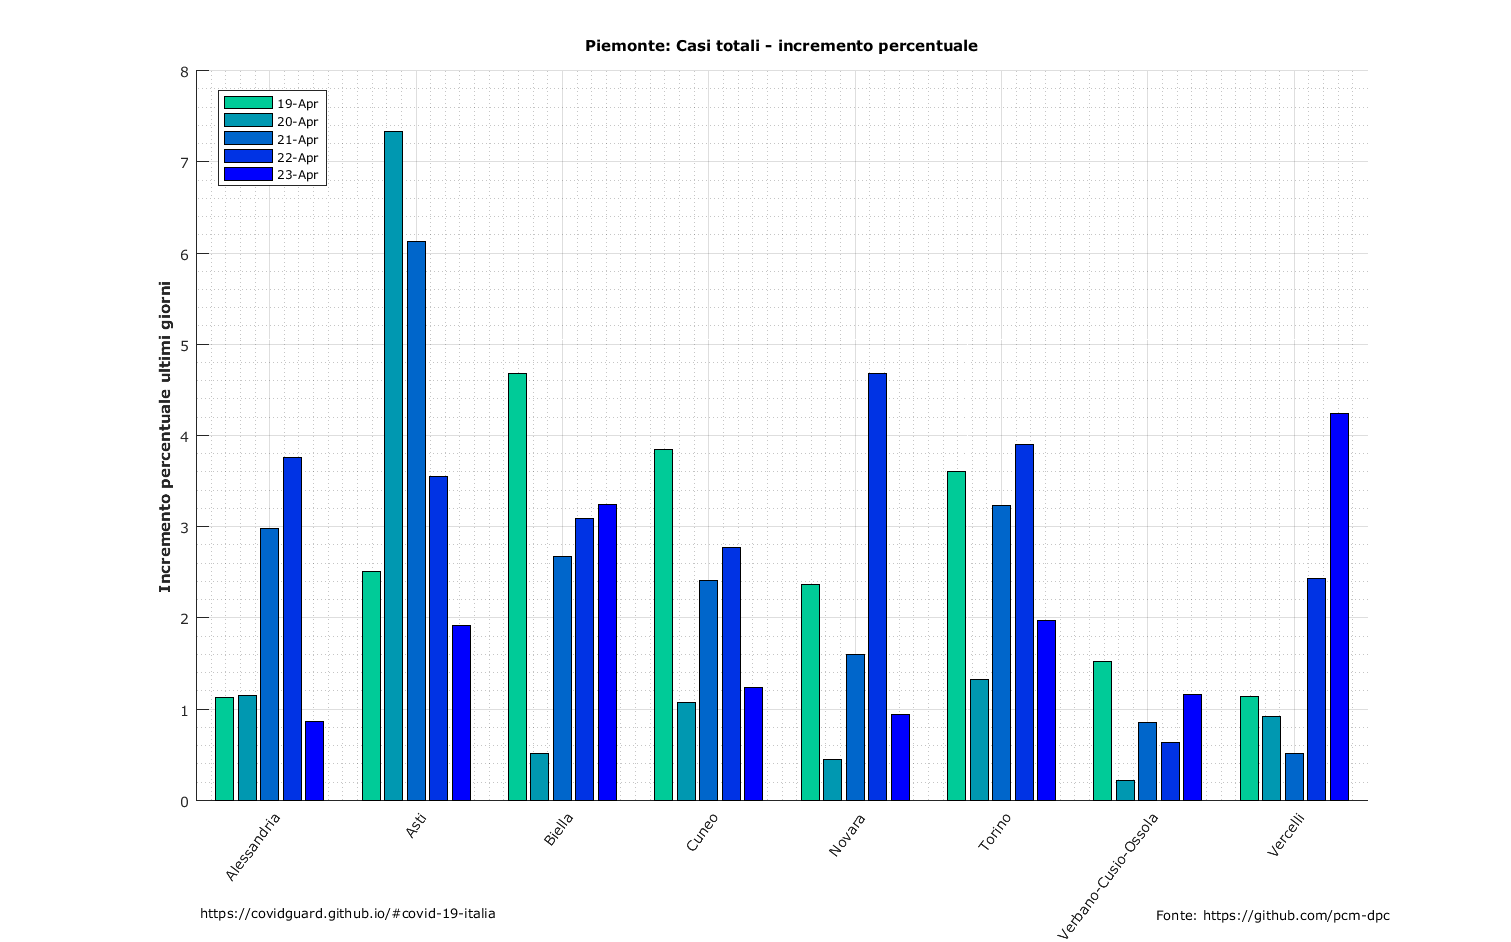 Piemonte: Casi totali - incremento percentuale
8
7
6
5
4
3
2
1
0
Incremento percentuale ultimi giorni
19-Apr
20-Apr
21-Apr
22-Apr
23-Apr
Alessandria
Asti
Biella
Cuneo
Novara
Torino
Verbano-Cusio-Ossola
Vercelli
https://covidguard.github.io/#covid-19-italia
Fonte: https://github.com/pcm-dpc